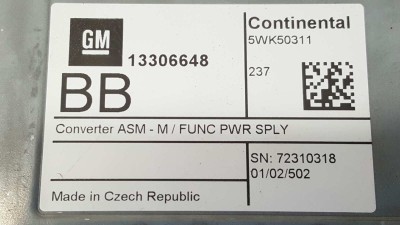 GM
13306648
BB
Continental
5WK50311
237
Converter ASM - M / FUNC PWR SPLY
SN: 72310318
01/02/502
Made in Czech Republic